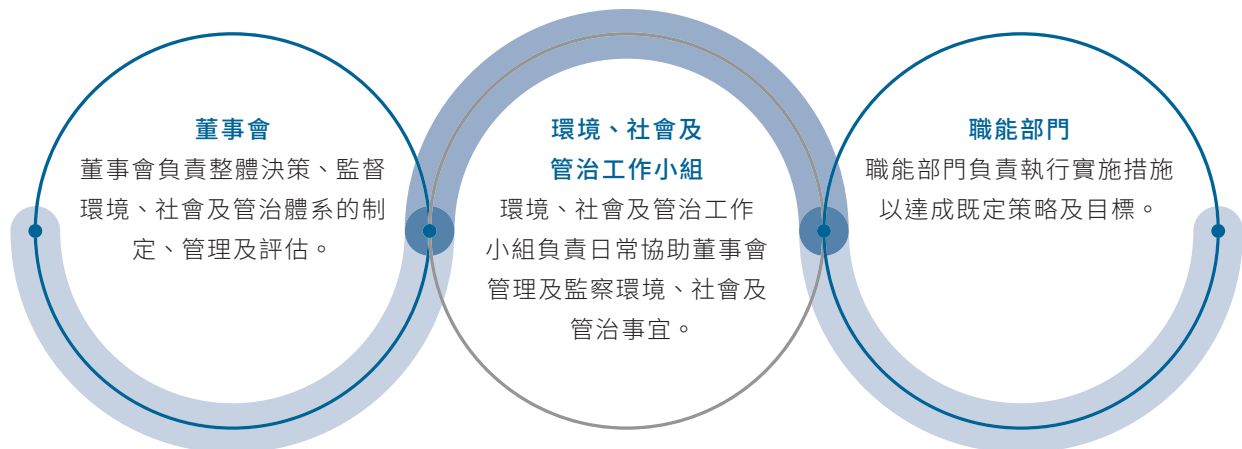 董事會
董事會負責整體決策、監督
環境、社會及管治體系的制
定、管理及評估。
環境、社會及
管治工作小組
環境、社會及管治工作
小組負責日常協助董事會
管理及監察環境、社會及
管治事宜。
職能部門
職能部門負責執行實施措施
以達成既定策略及目標。